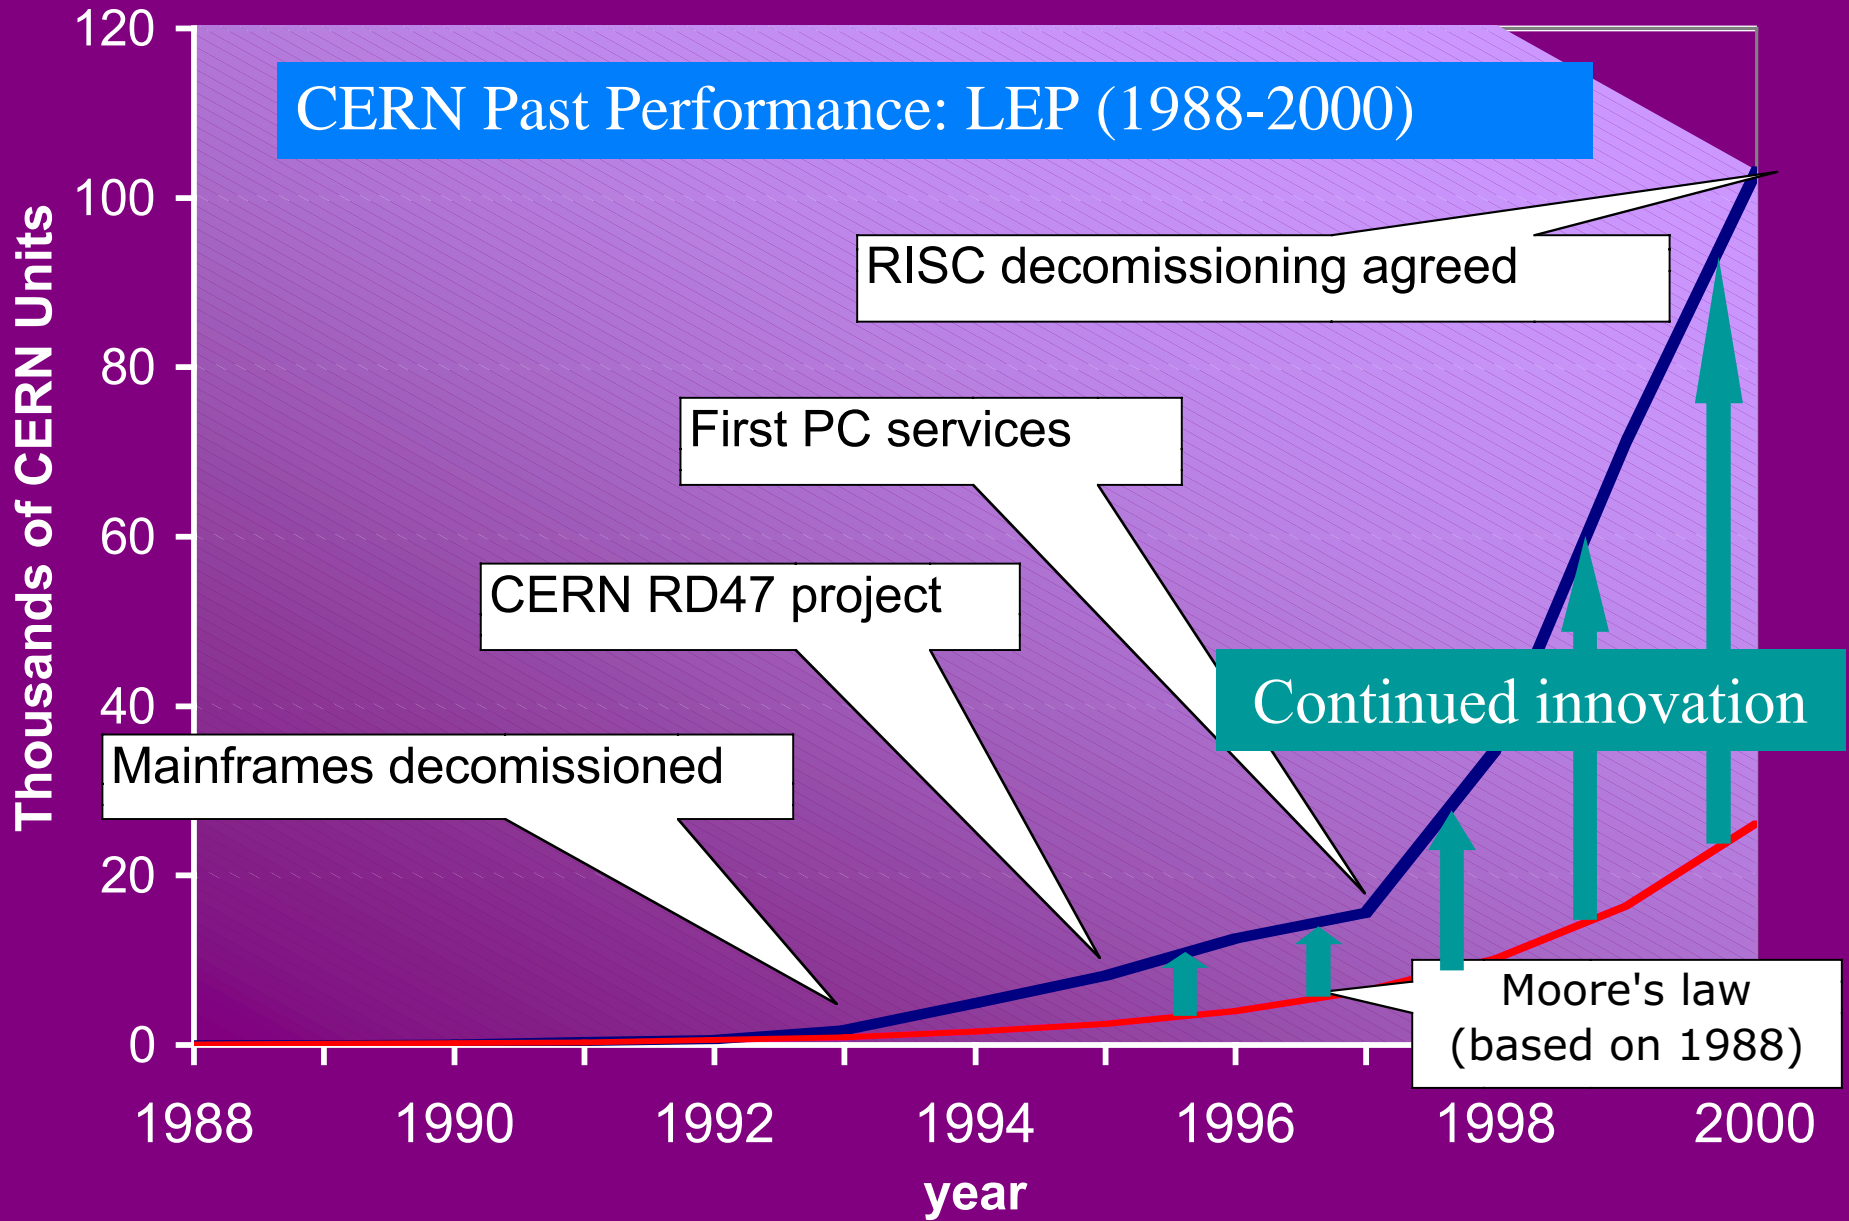 CERN Past Performance: LEP (1988-2000)
Thousands of CERN Units
120
100
80
60
40
20
0
RISC decomissioning agreed
First PC services
CERN RD47 project
Mainframes decomissioned
Continued innovation
Moore's law
(based on 1988)
1988 1990 1992 1994 1996 1998 2000
year